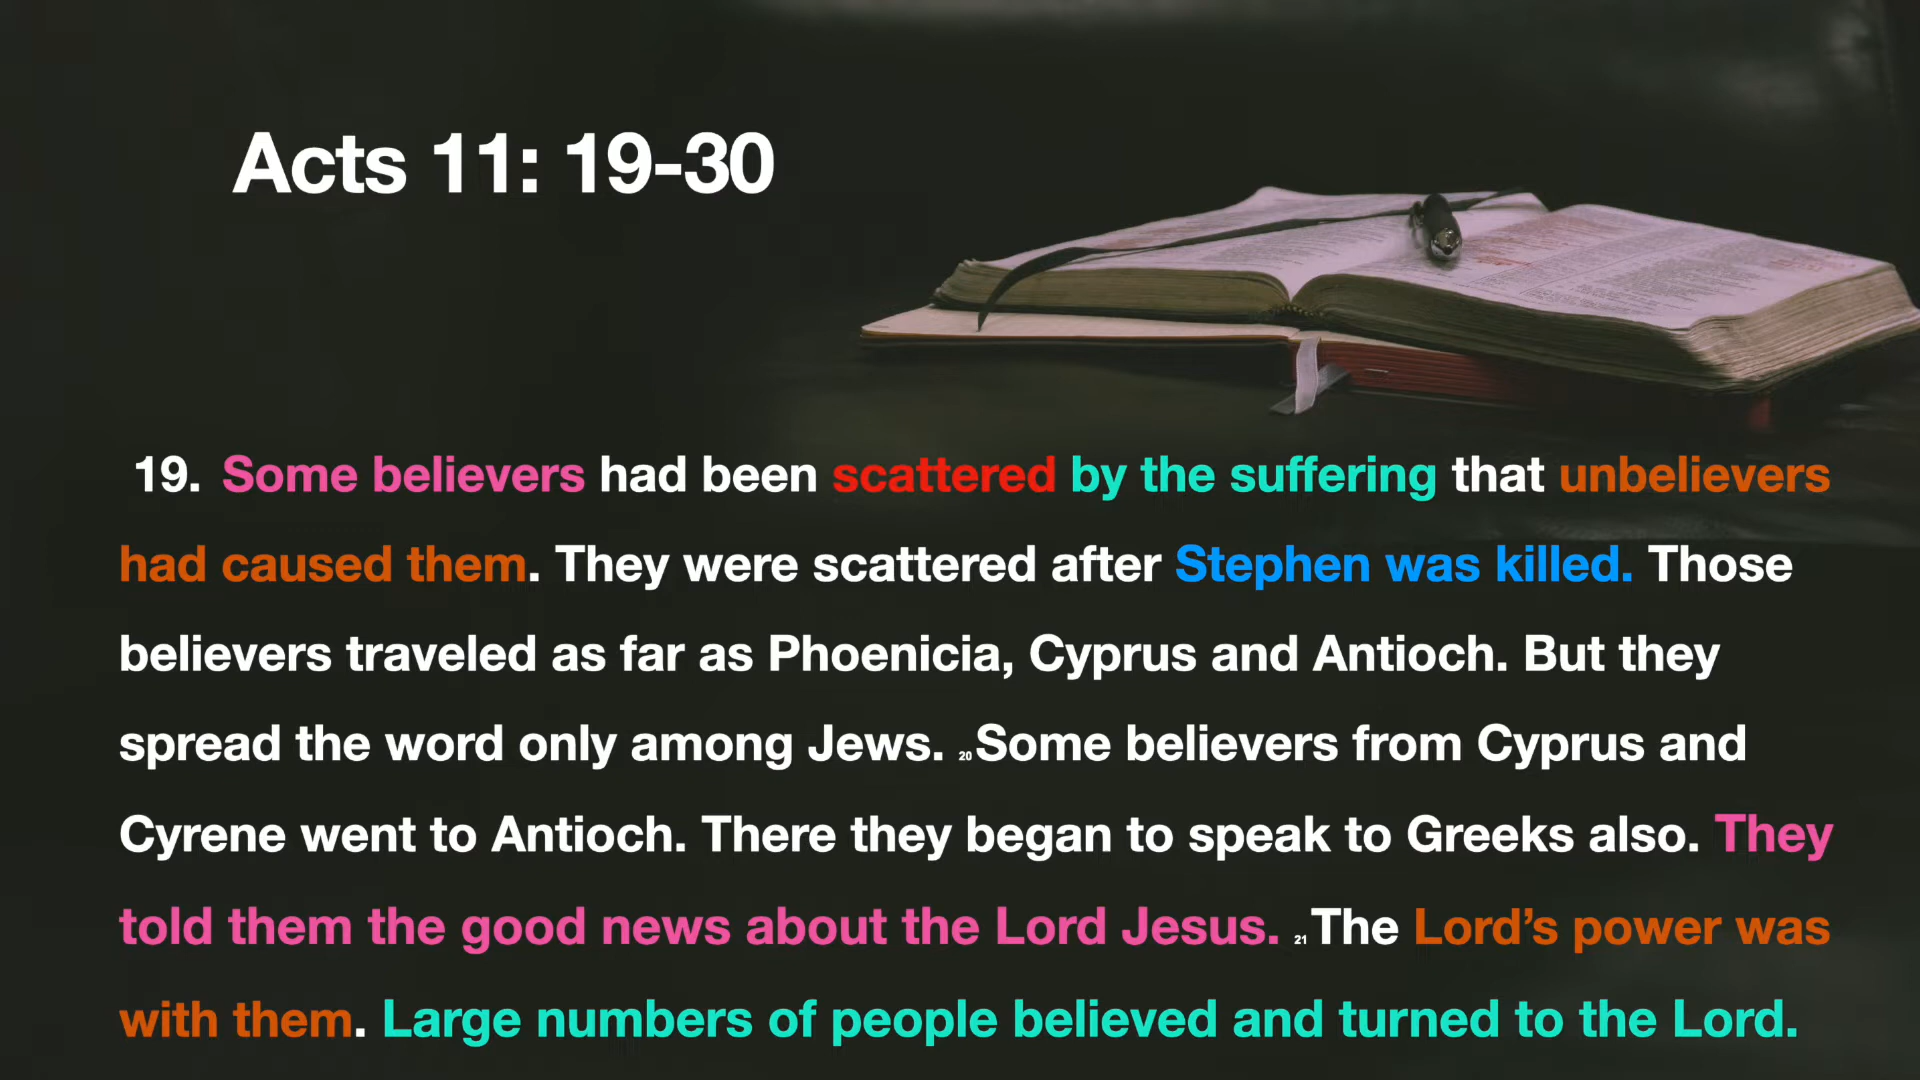 Acts 11: 19-30
19. Some believers had been scattered by the suffering that unbelievers
had caused them. They were scattered after Stephen was killed. Those
believers traveled as far as Phoenicia, Cyprus and Antioch. But they
spread the word only among Jews. 20 Some believers from Cyprus and
Cyrene went to Antioch. There they began to speak to Greeks also. They
told them the good news about the Lord Jesus. 21 The Lord’s power was
with them. Large numbers of people believed and turned to the Lord.